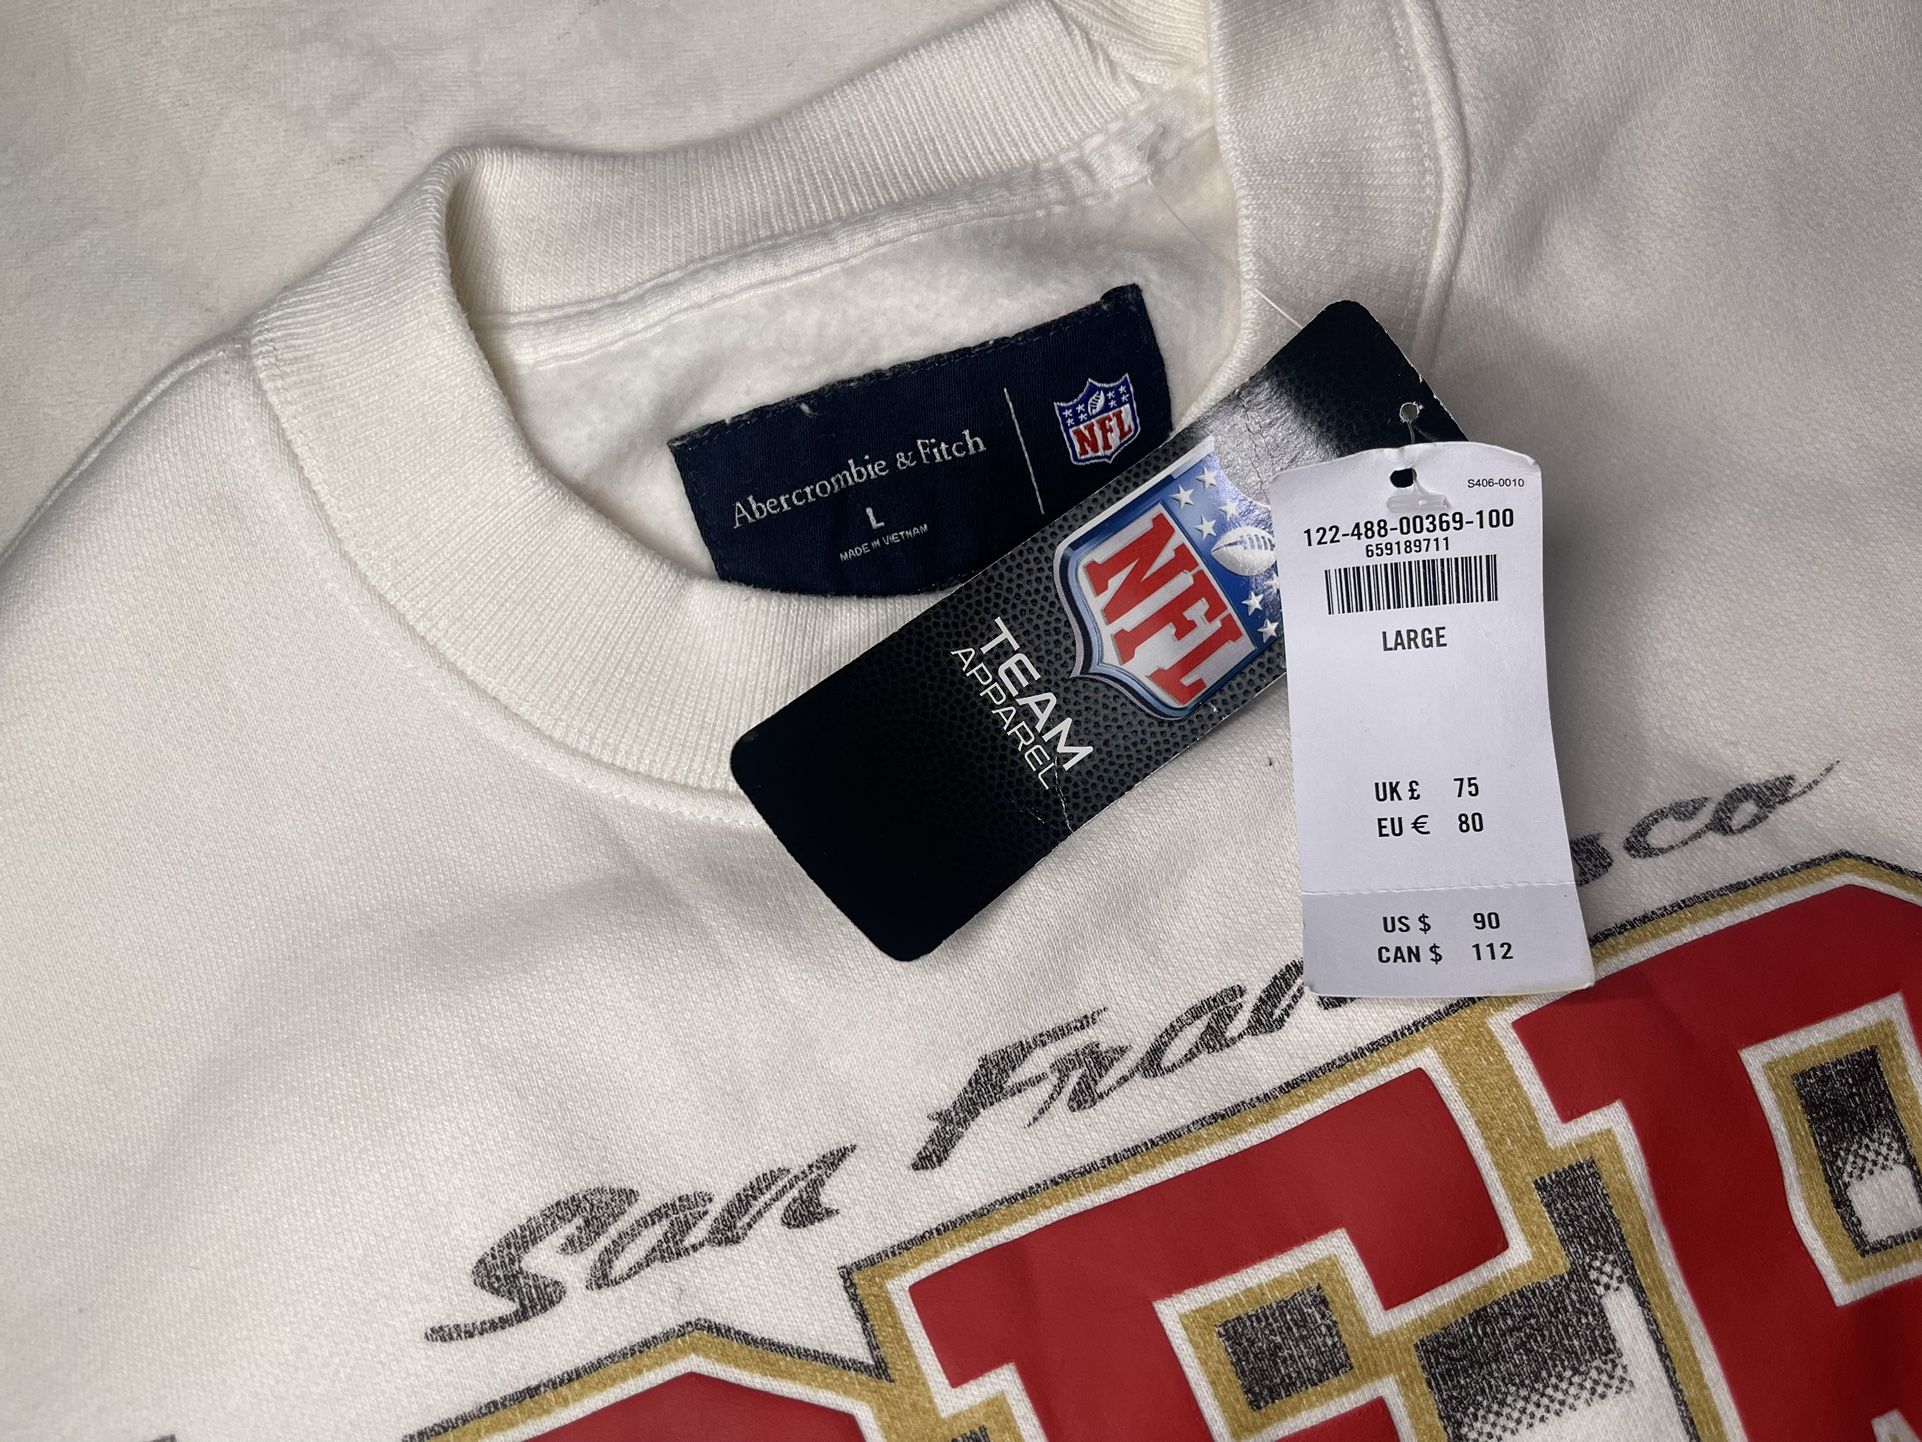 Abercrombie & Fitch
L
MADE IN VIETNAM
NFL
NFL
TEAM
APPAREL
S406-0010
122-488-00369-100
659189711
LARGE
UK £ 75
EU € 80
US $ 90
CAN $ 112
San Fran sco